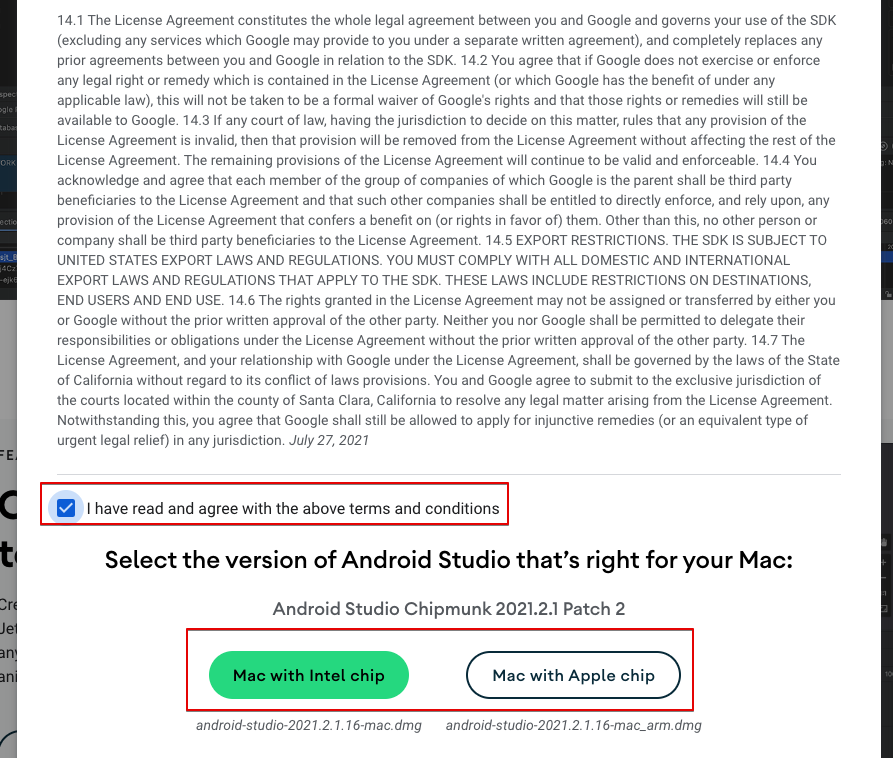 14.1 The License Agreement constitutes the whole legal agreement between you and Google and governs your use of the SDK
(excluding any services which Google may provide to you under a separate written agreement), and completely replaces any
prior agreements between you and Google in relation to the SDK. 14.2 You agree that if Google does not exercise or enforce
any legal right or remedy which is contained in the License Agreement (or which Google has the benefit of under any
applicable law), this will not be taken to be a formal waiver of Google's rights and that those rights or remedies will still be
available to Google. 14.3 If any court of law, having the jurisdiction to decide on this matter, rules that any provision of the
License Agreement is invalid, then that provision will be removed from the License Agreement without affecting the rest of the
License Agreement. The remaining provisions of the License Agreement will continue to be valid and enforceable. 14.4 You
acknowledge and agree that each member of the group of companies of which Google is the parent shall be third party
beneficiaries to the License Agreement and that such other companies shall be entitled to directly enforce, and rely upon, any
provision of the License Agreement that confers a benefit on (or rights in favor of) them. Other than this, no other person or
company shall be third party beneficiaries to the License Agreement. 14.5 EXPORT RESTRICTIONS. THE SDK IS SUBJECT TO
UNITED STATES EXPORT LAWS AND REGULATIONS. YOU MUST COMPLY WITH ALL DOMESTIC AND INTERNATIONAL
EXPORT LAWS AND REGULATIONS THAT APPLY TO THE SDK. THESE LAWS INCLUDE RESTRICTIONS ON DESTINATIONS,
END USERS AND END USE. 14.6 The rights granted in the License Agreement may not be assigned or transferred by either you
or Google without the prior written approval of the other party. Neither you nor Google shall be permitted to delegate their
responsibilities or obligations under the License Agreement without the prior written approval of the other party. 14.7 The
License Agreement, and your relationship with Google under the License Agreement, shall be governed by the laws of the State
of California without regard to its conflict of laws provisions. You and Google agree to submit to the exclusive jurisdiction of
the courts located within the county of Santa Clara, California to resolve any legal matter arising from the License Agreement.
Notwithstanding this, you agree that Google shall still be allowed to apply for injunctive remedies (or an equivalent type of
urgent legal relief) in any jurisdiction. July 27, 2021
I have read and agree with the above terms and conditions
Select the version of Android Studio that's right for your Mac:
Android Studio Chipmunk 2021.2.1 Patch 2
Mac with Intel chip
Mac with Apple chip
android-studio-2021.2.1.16-mac.dmg
android-studio-2021.2.1.16-mac_arm.dmg